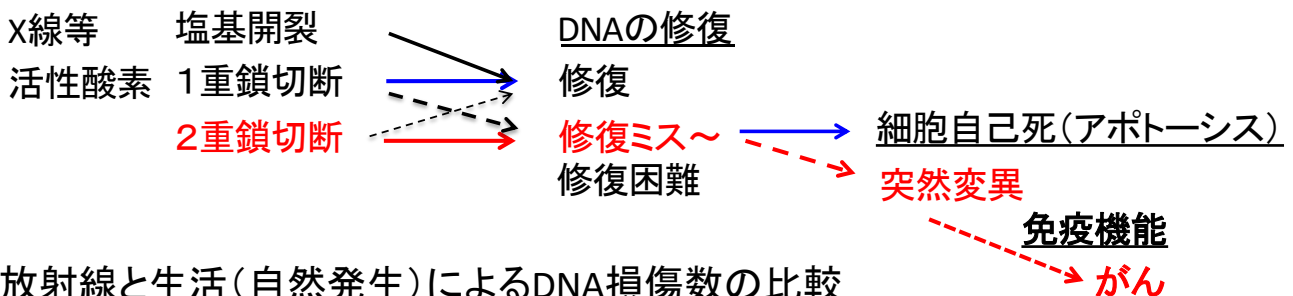 X線等 塩基開裂 DNAの修復
活性酸素 1重鎖切断 修復
2重鎖切断 修復ミス～ 細胞自己死(アポトーシス)
修復困難 突然変異
免疫機能
がん
放射線と生活(自然発生)によるDNA損傷数の比較